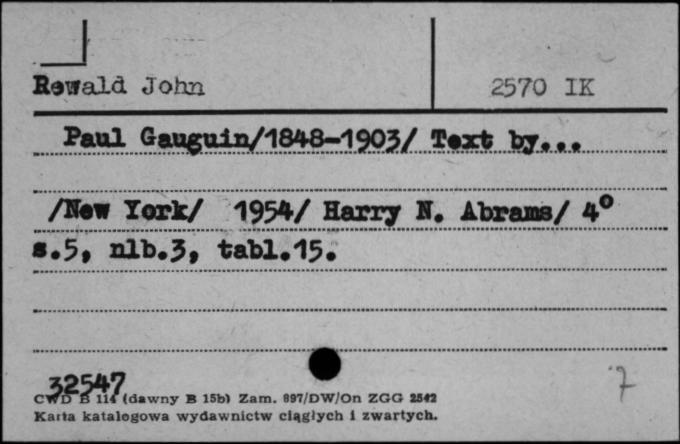 Rewald John 2570 IK
Paul Gauguin/1848-1903/ Text by...
/New York/ 1954/ Harry N. Abrams/ 4°
s.5, nlb.3, tabl.15.
32547
7
CWD B 114 (dawny B 15b) Zam. 897/DW/On ZGG 2542
Karta katalogowa wydawnictw ciągłych i zwartych.